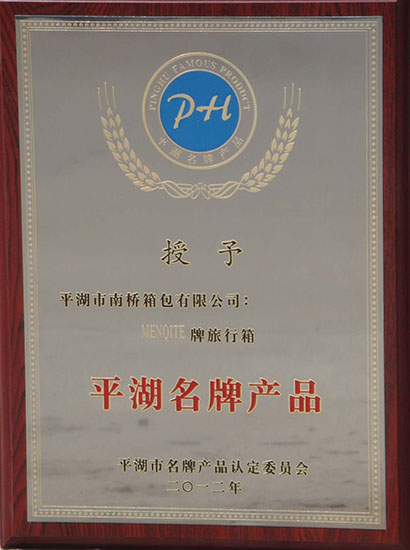 PINGHU FAMOUS PRODUCT
PH
平湖名牌产品
授予
平湖市南桥箱包有限公司：
MENQITE 牌旅行箱
平湖名牌产品
平湖市名牌产品认定委员会
二〇一二年